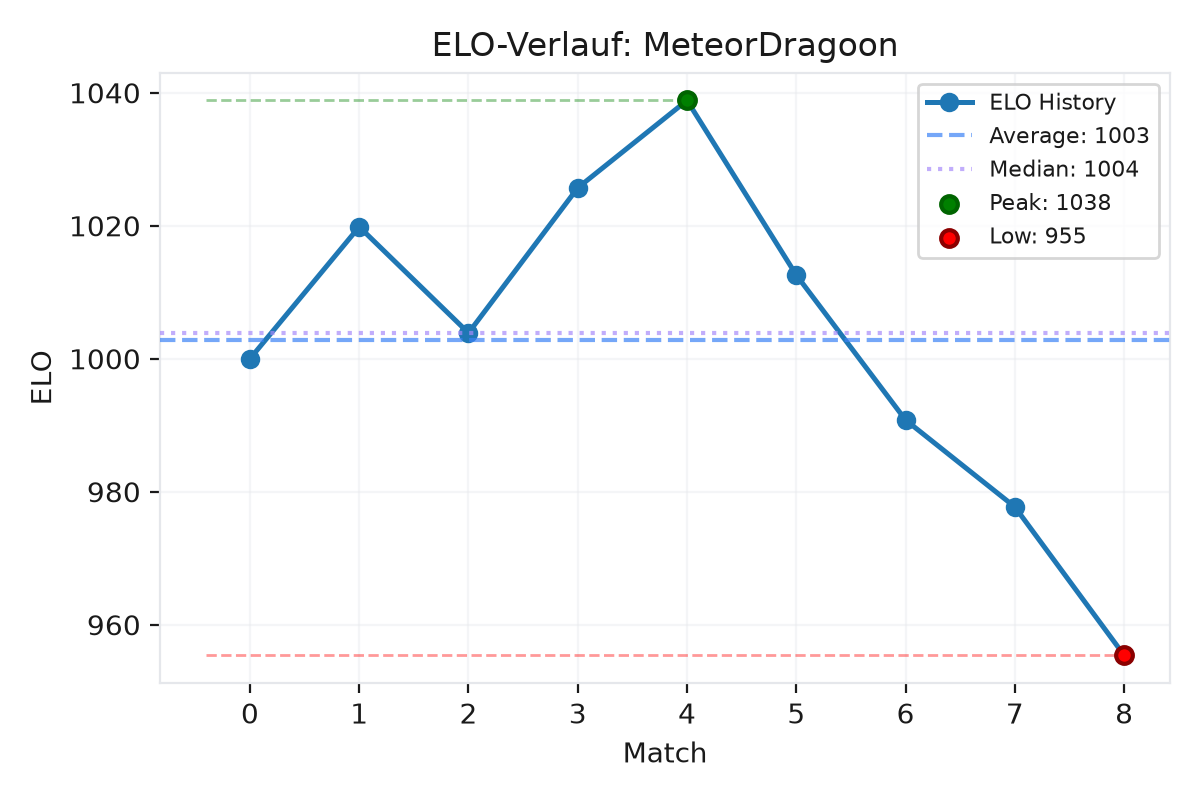 ELO-Verlauf: MeteorDragoon
ELO
1040
1020
1000
980
960
ELO History
Average: 1003
Median: 1004
Peak: 1038
Low: 955
0 1 2 3 4 5 6 7 8
Match